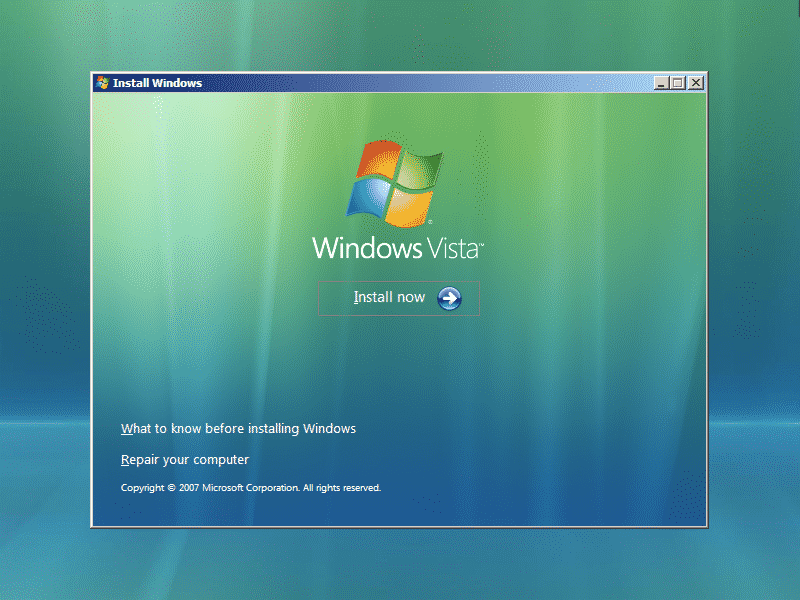 Install Windows
Windows Vista™
Install now
What to know before installing Windows
Repair your computer
Copyright © 2007 Microsoft Corporation. All rights reserved.